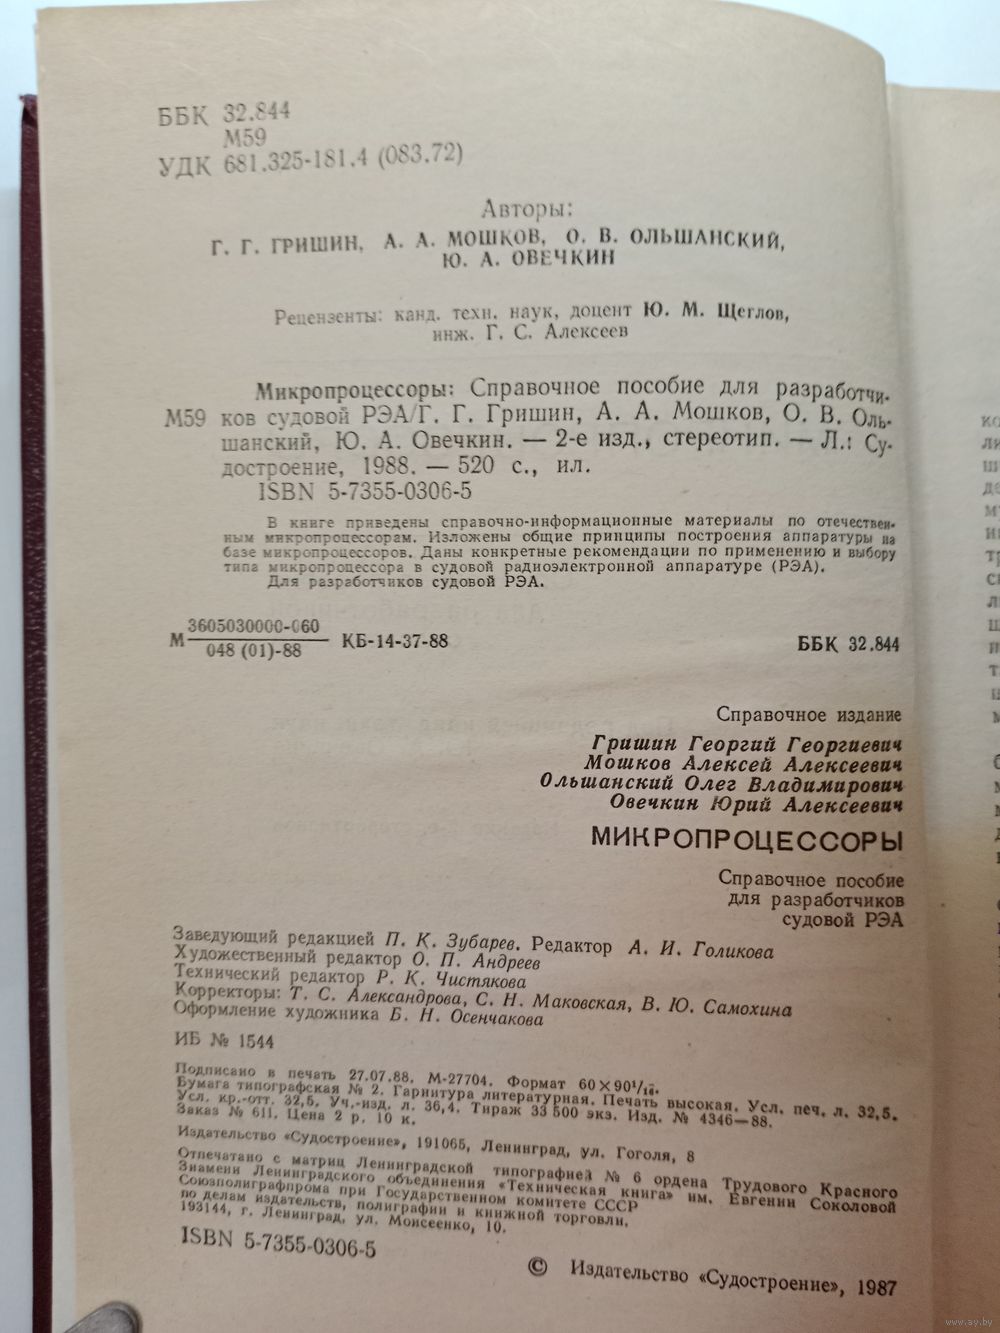 ББК 32.844
М59
УДК 681.325-181.4 (083.72)
Авторы:
Г. Г. ГРИШИН, А. А. МОШКОВ, О. В. ОЛЬШАНСКИЙ,
Ю. А. ОВЕЧКИН
Рецензенты: канд. техн. наук, доцент Ю. М. Щеглов,
инж. Г. С. Алексеев
Микропроцессоры: Справочное пособие для разработчи-
М59 ков судовой РЭА/Г. Г. Гришин, А. А. Мошков, О. В. Оль-
шанский, Ю. А. Овечкин. — 2-е изд., стереотип. — Л.: Су-
достроение, 1988. — 520 с., ил.
ISBN 5-7355-0306-5
В книге приведены справочно-информационные материалы по отечествен-
ным микропроцессорам. Изложены общие принципы построения аппаратуры на
базе микропроцессоров. Даны конкретные рекомендации по применению и выбору
типа микропроцессора в судовой радиоэлектронной аппаратуре (РЭА).
Для разработчиков судовой РЭА.
М 3605030000-060
048 (01)-88 КБ-14-37-88
ББК 32.844
Справочное издание
Гришин Георгий Георгиевич
Мошков Алексей Алексеевич
Ольшанский Олег Владимирович
Овечкин Юрий Алексеевич
МИКРОПРОЦЕССОРЫ
Справочное пособие
для разработчиков
судовой РЭА
Заведующий редакцией П. К. Зубарев. Редактор А. И. Голикова
Художественный редактор О. П. Андреев
Технический редактор Р. К. Чистякова
Корректоры: Т. С. Александрова, С. Н. Маковская, В. Ю. Самохина
Оформление художника Б. Н. Осенчакова
ИБ № 1544
Подписано в печать 27.07.88. М-27704. Формат 60×90¹/₁₆.
Бумага типографская № 2. Гарнитура литературная. Печать высокая. Усл. печ. л. 32,5.
Усл. кр.-отт. 32,5. Уч.-изд. л. 36,4. Тираж 33 500 экз. Изд. № 4346—88.
Заказ № 611. Цена 2 р. 10 к.
Издательство «Судостроение», 191065, Ленинград, ул. Гоголя, 8
Отпечатано с матриц Ленинградской типографией № 6 ордена Трудового Красного
Знамени Ленинградского объединения «Техническая книга» им. Евгении Соколовой
Союзполиграфпрома при Государственном комитете СССР
по делам издательств, полиграфии и книжной торговли.
193144, г. Ленинград, ул. Моисеенко, 10.
ISBN 5-7355-0306-5
© Издательство «Судостроение», 1987
www.ay.by